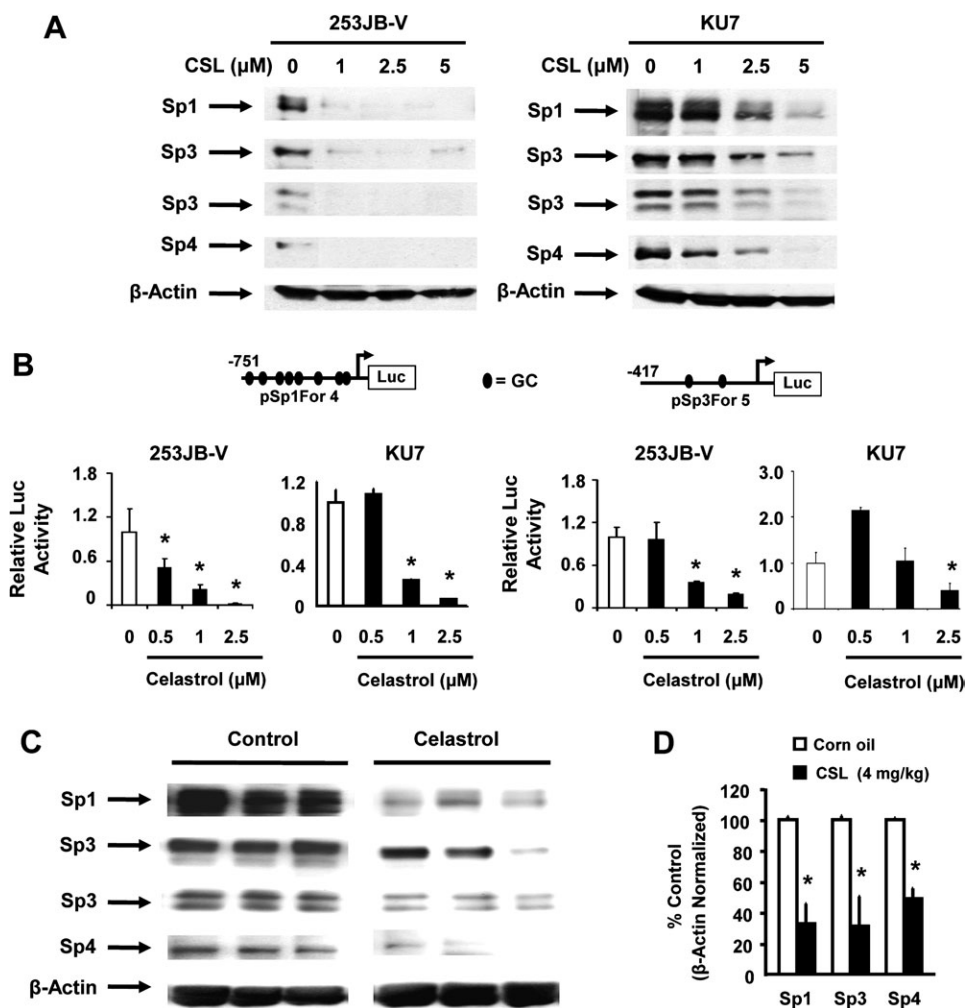 A
253JB-V
CSL (µM) 0 1 2.5 5
Sp1
Sp3
Sp3
Sp4
β-Actin
KU7
0 1 2.5 5
Sp1
Sp3
Sp3
Sp4
β-Actin
B
-751
Luc
pSp1For 4
= GC
-417
Luc
pSp3For 5
253JB-V
Relative Luc
Activity
1.8
1.2
0.6
0
* * *
0 0.5 1 2.5
Celastrol (µM)
KU7
1.2
0.8
0.4
0
* *
0 0.5 1 2.5
Celastrol (µM)
253JB-V
Relative Luc
Activity
1.8
1.2
0.6
0
* *
0 0.5 1 2.5
Celastrol (µM)
KU7
3.0
2.0
1.0
0
*
0 0.5 1 2.5
Celastrol (µM)
C
Control Celastrol
Sp1
Sp3
Sp3
Sp4
β-Actin
D
Corn oil
CSL (4 mg/kg)
% Control
(β-Actin Normalized)
120
100
80
60
40
20
0
* * *
Sp1 Sp3 Sp4